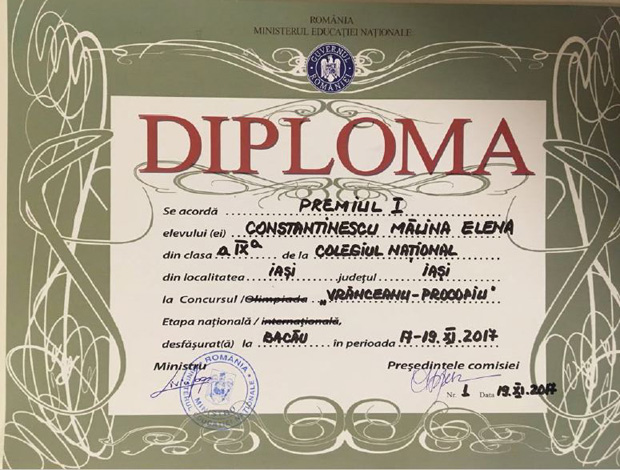 ROMÂNIA
MINISTERUL EDUCAȚIEI NAȚIONALE
GUVERNUL ROMÂNIEI
DIPLOMA
Se acordă PREMIUL I
elevului (ei) CONSTANTINESCU MĂLINA ELENA
din clasa a IXa de la COLEGIUL NAȚIONAL
din localitatea IAȘI județul IAȘI
la Concursul /Olimpiada „VRÂNCEANU-PROCOPIU"
Etapa națională / internațională,
desfășurat(ă) la BACĂU în perioada 17-19.XI.2017
Ministru Președintele comisiei
ROMÂNIA
Nr. 1 Data 19.XI.2017